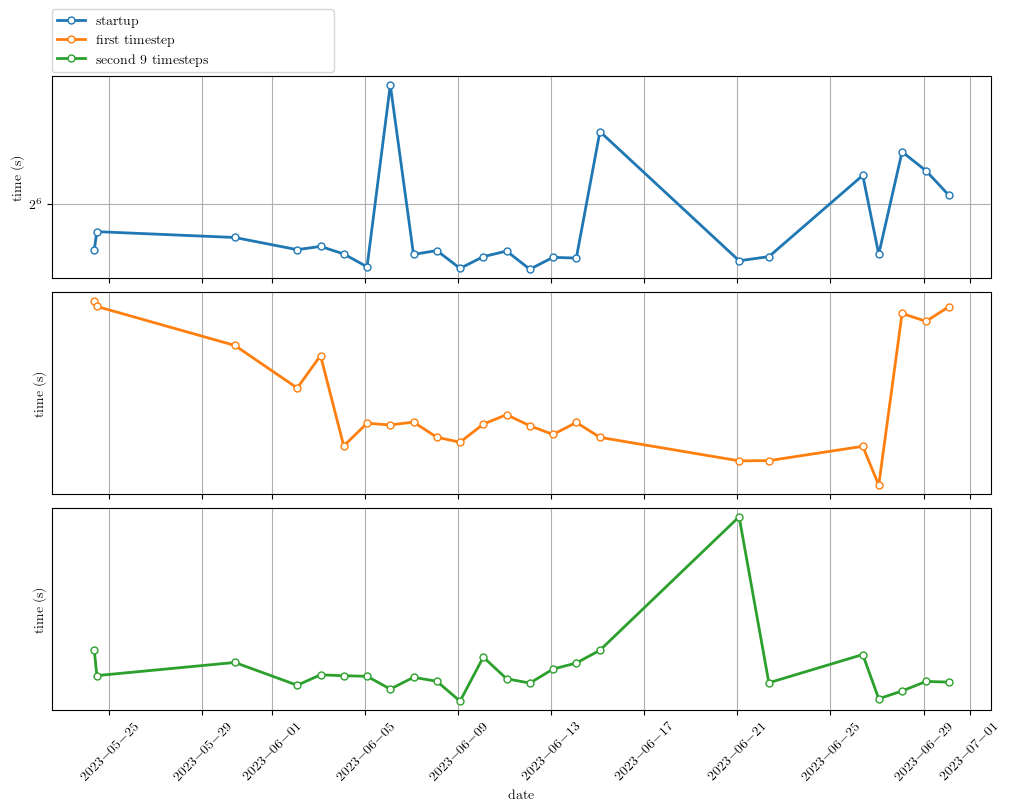 startup
first timestep
second 9 timesteps
time (s)
2⁶
time (s)
time (s)
2023−05−25
2023−05−29
2023−06−01
2023−06−05
2023−06−09
2023−06−13
2023−06−17
2023−06−21
2023−06−25
2023−06−29
2023−07−01
date